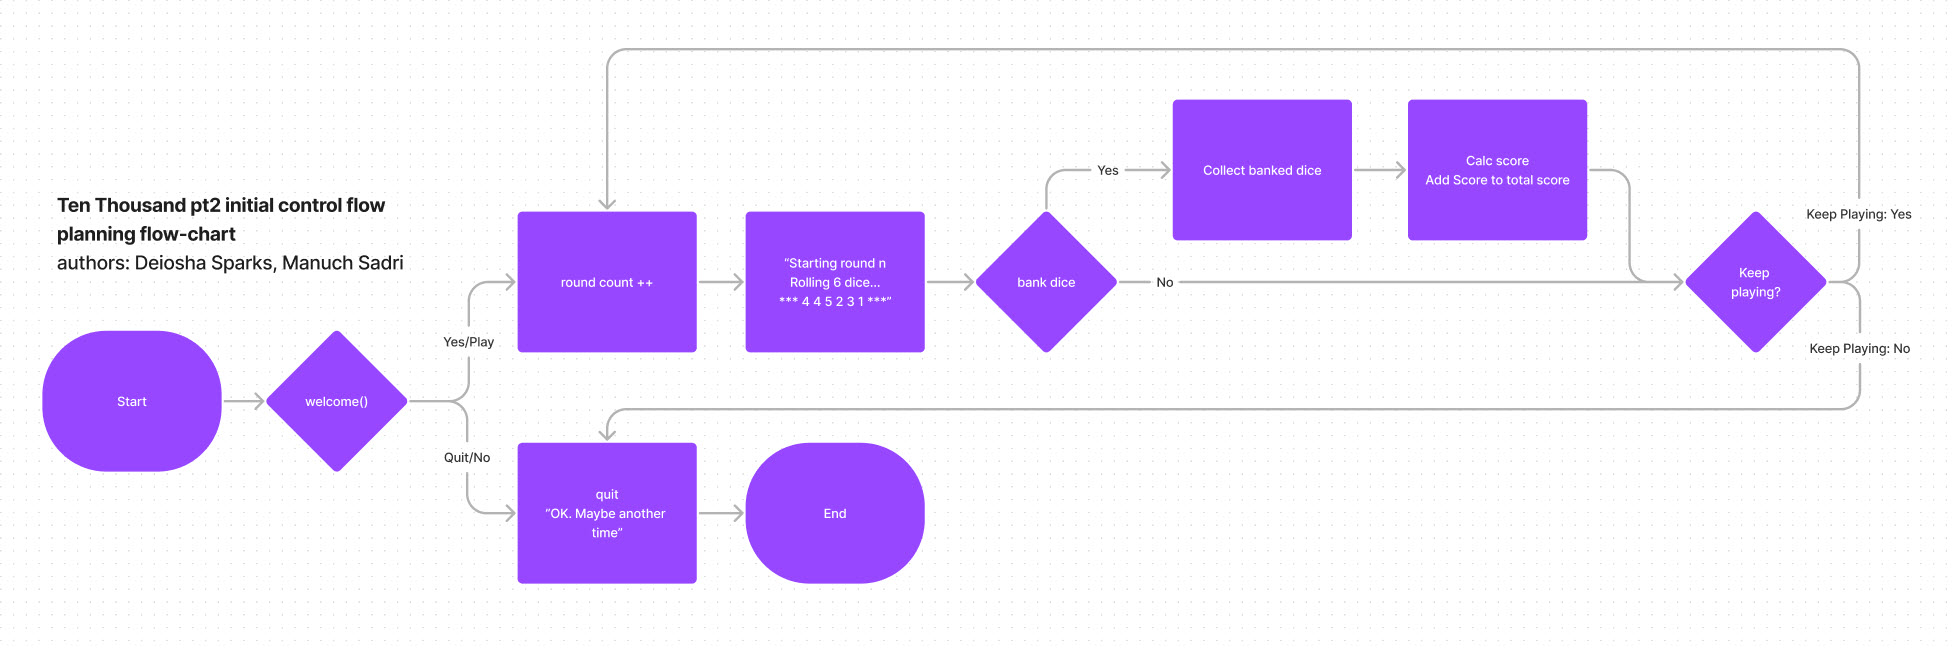 Ten Thousand pt2 initial control flow
planning flow-chart
authors: Deiosha Sparks, Manuch Sadri
Start
welcome()
Yes/Play
Quit/No
round count ++
“Starting round n
Rolling 6 dice...
*** 4 4 5 2 3 1 ***“
bank dice
Yes
No
Collect banked dice
Calc score
Add Score to total score
Keep
playing?
Keep Playing: Yes
Keep Playing: No
quit
“OK. Maybe another
time”
End